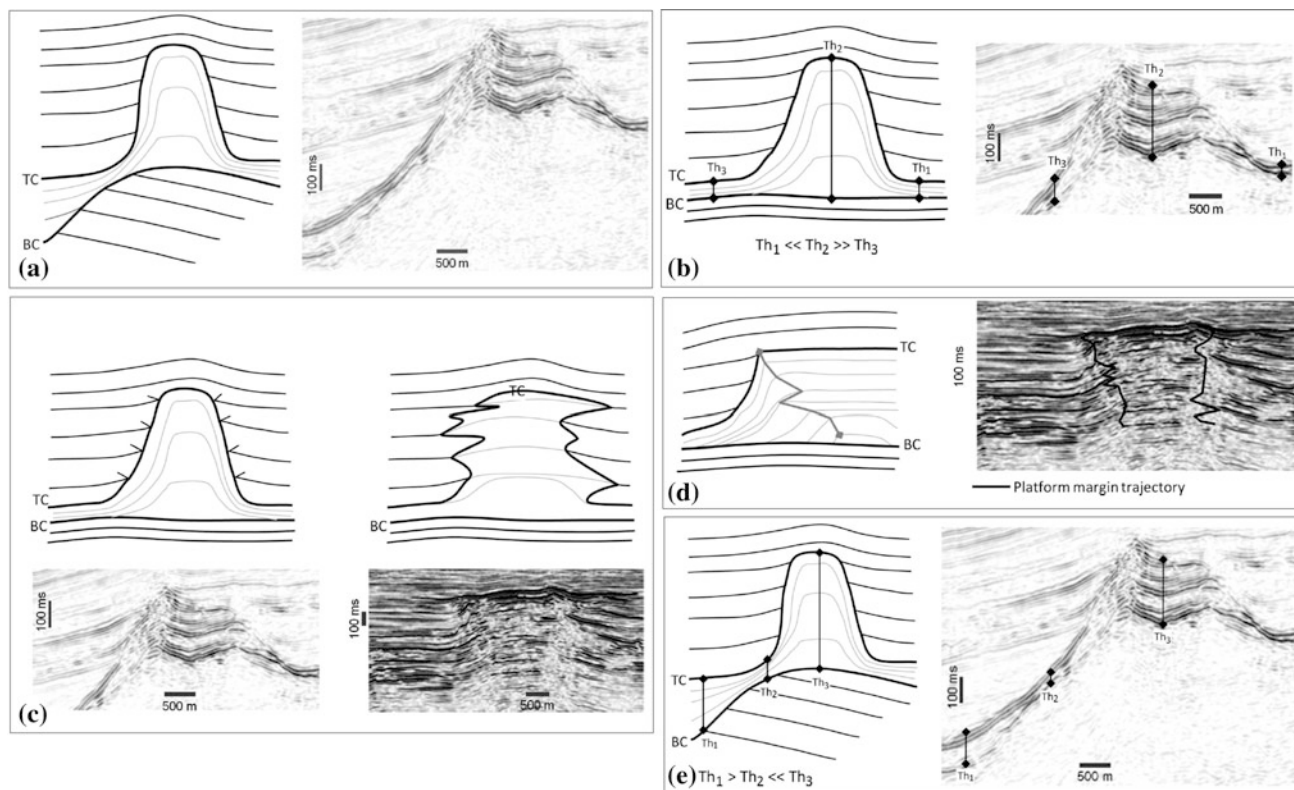 TC
BC
(a)
100 ms
500 m
Th2
Th3
Th1
TC
BC
Th1 << Th2 >> Th3
(b)
100 ms
Th2
Th3
Th1
500 m
TC
BC
TC
BC
100 ms
500 m
100 ms
500 m
(c)
TC
BC
(d)
100 ms
Platform margin trajectory
TC
BC
Th1
Th2
Th3
(e)
Th1 > Th2 << Th3
100 ms
Th3
Th2
Th1
500 m